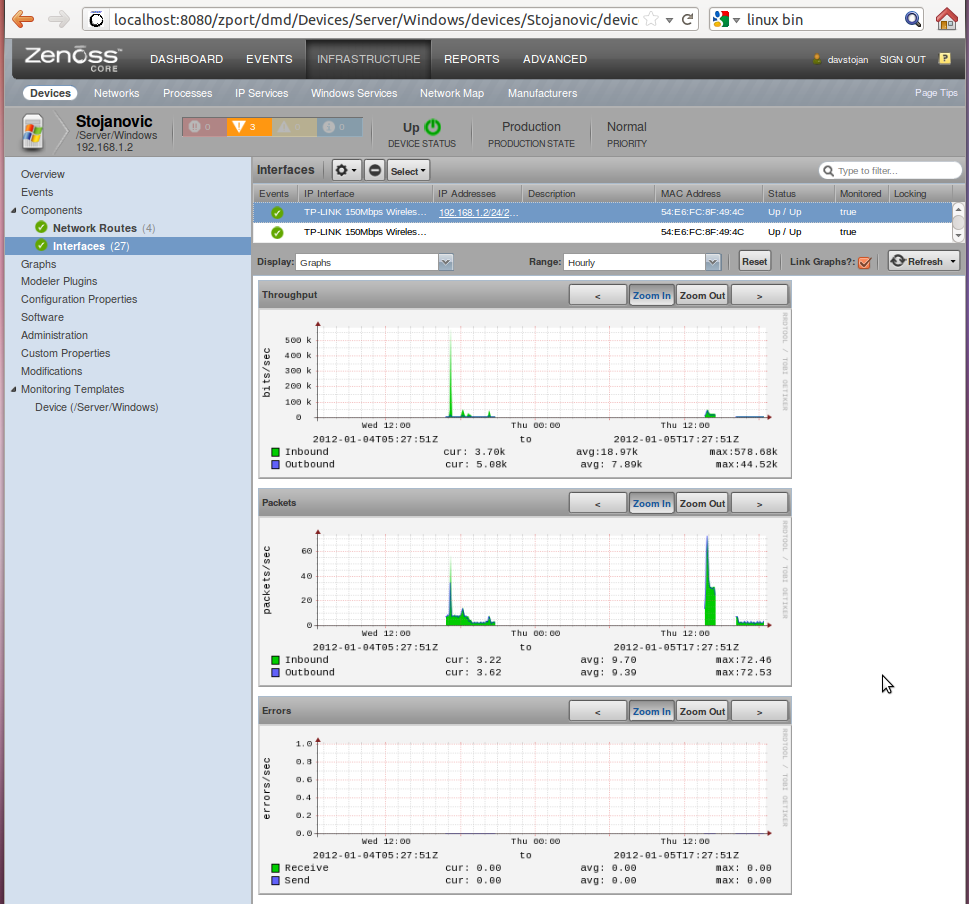 localhost:8080/zport/dmd/Devices/Server/Windows/devices/Stojanovic/devic
linux bin
Zenoss
CORE
DASHBOARD EVENTS INFRASTRUCTURE REPORTS ADVANCED
davstojan SIGN OUT ?
Devices Networks Processes IP Services Windows Services Network Map Manufacturers Page Tips
Stojanovic
/Server/Windows
192.168.1.2
0 3 0 0
Up
DEVICE STATUS
Production
PRODUCTION STATE
Normal
PRIORITY
Overview
Events
Components
Network Routes (4)
Interfaces (27)
Graphs
Modeler Plugins
Configuration Properties
Software
Administration
Custom Properties
Modifications
Monitoring Templates
Device (/Server/Windows)
Interfaces Select Type to filter...
Events IP Interface IP Addresses Description MAC Address Status Monitored Locking
TP-LINK 150Mbps Wireles... 192.168.1.2/24/2... 54:E6:FC:8F:49:4C Up / Up true
TP-LINK 150Mbps Wireles... 54:E6:FC:8F:49:4C Up / Up true
Display: Graphs Range: Hourly Reset Link Graphs?: Refresh
Throughput < Zoom In Zoom Out >
bits/sec
500 k
400 k
300 k
200 k
100 k
0
Wed 12:00 Thu 00:00 Thu 12:00
2012-01-04T05:27:51Z to 2012-01-05T17:27:51Z
Inbound cur: 3.70k avg:18.97k max:578.68k
Outbound cur: 5.08k avg: 7.89k max:44.52k
RRDTOOL / TOBI OETIKER
Packets < Zoom In Zoom Out >
packets/sec
60
40
20
0
Wed 12:00 Thu 00:00 Thu 12:00
2012-01-04T05:27:51Z to 2012-01-05T17:27:51Z
Inbound cur: 3.22 avg: 9.70 max:72.46
Outbound cur: 3.62 avg: 9.39 max:72.53
RRDTOOL / TOBI OETIKER
Errors < Zoom In Zoom Out >
errors/sec
1.0
0.8
0.6
0.4
0.2
0.0
Wed 12:00 Thu 00:00 Thu 12:00
2012-01-04T05:27:51Z to 2012-01-05T17:27:51Z
Receive cur: 0.00 avg: 0.00 max: 0.00
Send cur: 0.00 avg: 0.00 max: 0.00
RRDTOOL / TOBI OETIKER